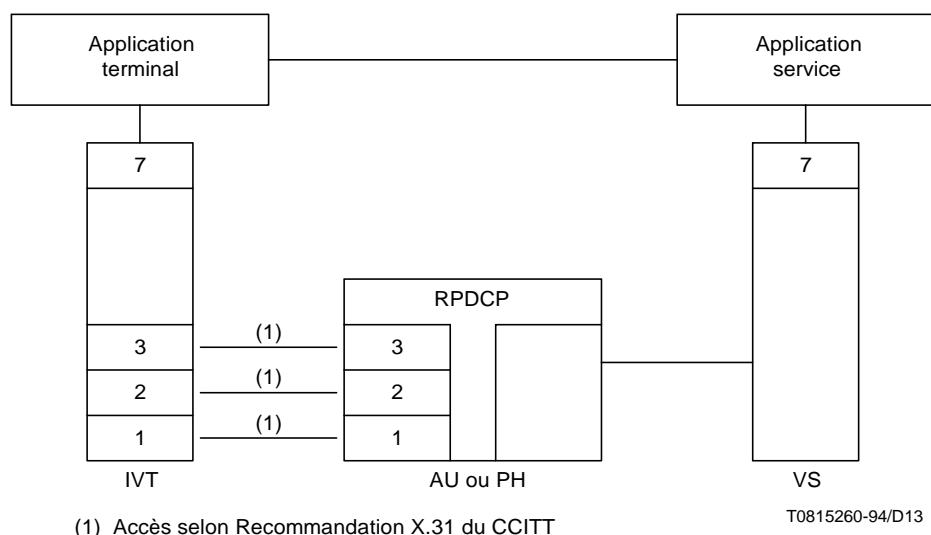 Application
terminal
Application
service
7
7
RPDCP
3
(1)
3
2
(1)
2
1
(1)
1
IVT
AU ou PH
VS
(1) Accès selon Recommandation X.31 du CCITT
T0815260-94/D13